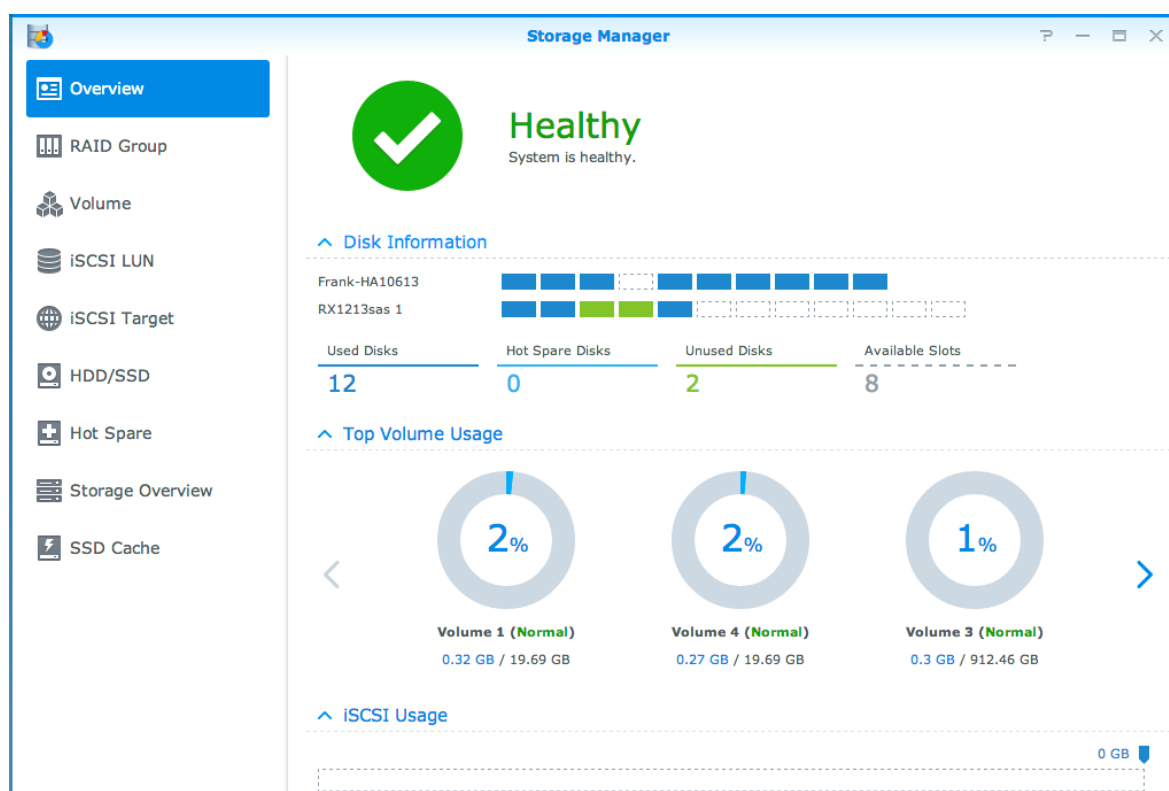 Storage Manager
Overview
RAID Group
Volume
iSCSI LUN
iSCSI Target
HDD/SSD
Hot Spare
Storage Overview
SSD Cache
Healthy
System is healthy.
Disk Information
Frank-HA10613
RX1213sas 1
Used Disks Hot Spare Disks Unused Disks Available Slots
12 0 2 8
Top Volume Usage
2% 2% 1%
Volume 1 (Normal) Volume 4 (Normal) Volume 3 (Normal)
0.32 GB / 19.69 GB 0.27 GB / 19.69 GB 0.3 GB / 912.46 GB
iSCSI Usage
0 GB